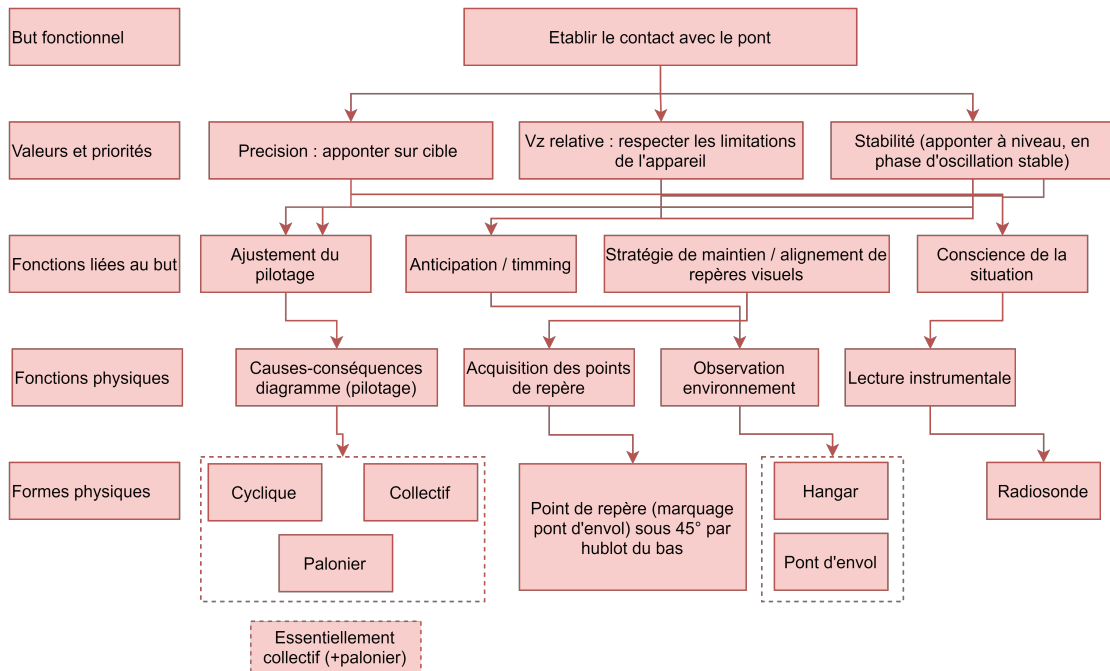 But fonctionnel
Etablir le contact avec le pont
Valeurs et priorités
Precision : apponter sur cible
Vz relative : respecter les limitations
de l'appareil
Stabilité (apponter à niveau, en
phase d'oscillation stable)
Fonctions liées au but
Ajustement du
pilotage
Anticipation / timming
Stratégie de maintien / alignement de
repères visuels
Conscience de la
situation
Fonctions physiques
Causes-conséquences
diagramme (pilotage)
Acquisition des points
de repère
Observation
environnement
Lecture instrumentale
Formes physiques
Cyclique
Collectif
Palonier
Point de repère (marquage
pont d'envol) sous 45° par
hublot du bas
Hangar
Pont d'envol
Radiosonde
Essentiellement
collectif (+palonier)